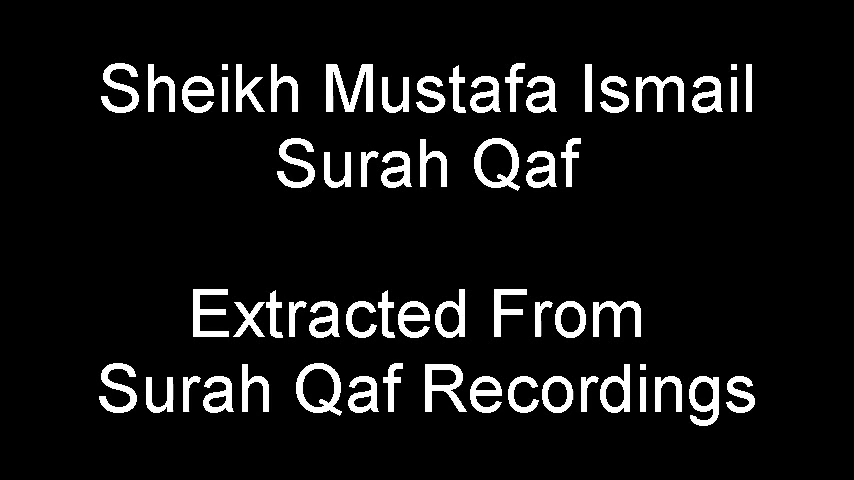 Sheikh Mustafa Ismail
Surah Qaf
Extracted From
Surah Qaf Recordings